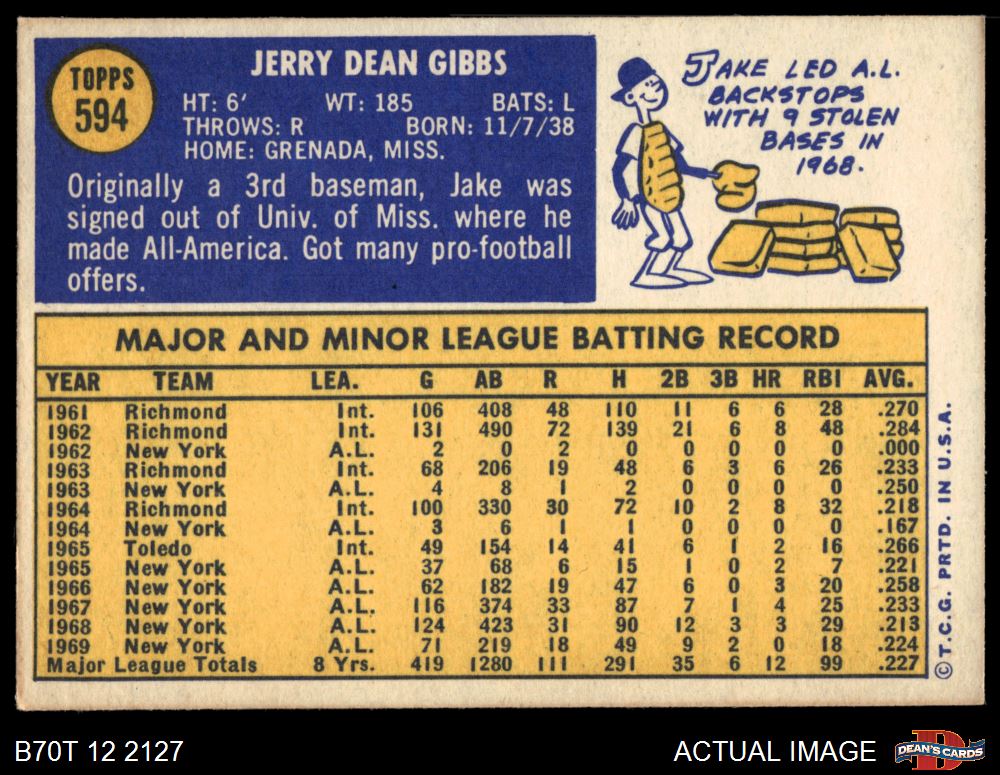 TOPPS
594
JERRY DEAN GIBBS
HT: 6' WT: 185 BATS: L
THROWS: R BORN: 11/7/38
HOME: GRENADA, MISS.
Originally a 3rd baseman, Jake was
signed out of Univ. of Miss. where he
made All-America. Got many pro-football
offers.
JAKE LED A.L.
BACKSTOPS
WITH 9 STOLEN
BASES IN
1968.
MAJOR AND MINOR LEAGUE BATTING RECORD
YEAR TEAM LEA. G AB R H 2B 3B HR RBI AVG.
1961 Richmond Int. 106 408 48 110 11 6 6 28 .270
1962 Richmond Int. 131 490 72 139 21 6 8 48 .284
1962 New York A.L. 2 0 2 0 0 0 0 0 .000
1963 Richmond Int. 68 206 19 48 6 3 6 26 .233
1963 New York A.L. 4 8 1 2 0 0 0 0 .250
1964 Richmond Int. 100 330 30 72 10 2 8 32 .218
1964 New York A.L. 3 6 1 1 0 0 0 0 .167
1965 Toledo Int. 49 154 14 41 6 1 2 16 .266
1965 New York A.L. 37 68 6 15 1 0 2 7 .221
1966 New York A.L. 62 182 19 47 6 0 3 20 .258
1967 New York A.L. 116 374 33 87 7 1 4 25 .233
1968 New York A.L. 124 423 31 90 12 3 3 29 .213
1969 New York A.L. 71 219 18 49 9 2 0 18 .224
Major League Totals 8 Yrs. 419 1280 111 291 35 6 12 99 .227
© T.C.G. PRTD. IN U.S.A.
B70T 12 2127
ACTUAL IMAGE
DEAN'S CARDS